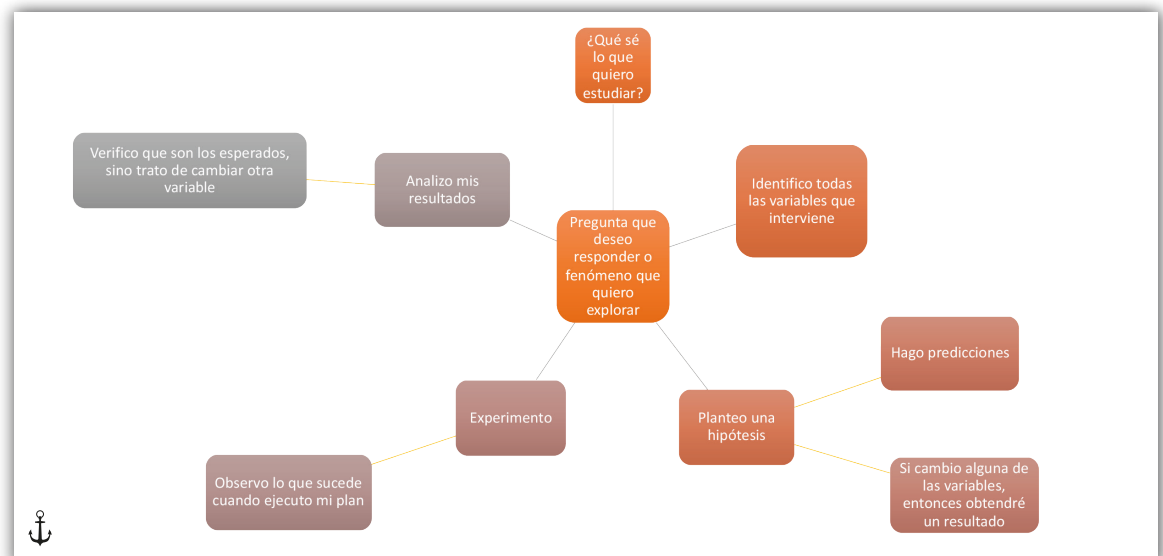 ¿Qué sé
lo que
quiero
estudiar?
Verifico que son los esperados,
sino trato de cambiar otra
variable
Analizo mis
resultados
Identifico todas
las variables que
interviene
Pregunta que
deseo
responder o
fenómeno que
quiero
explorar
Hago predicciones
Experimento
Planteo una
hipótesis
Observo lo que sucede
cuando ejecuto mi plan
Si cambio alguna de
las variables,
entonces obtendré
un resultado